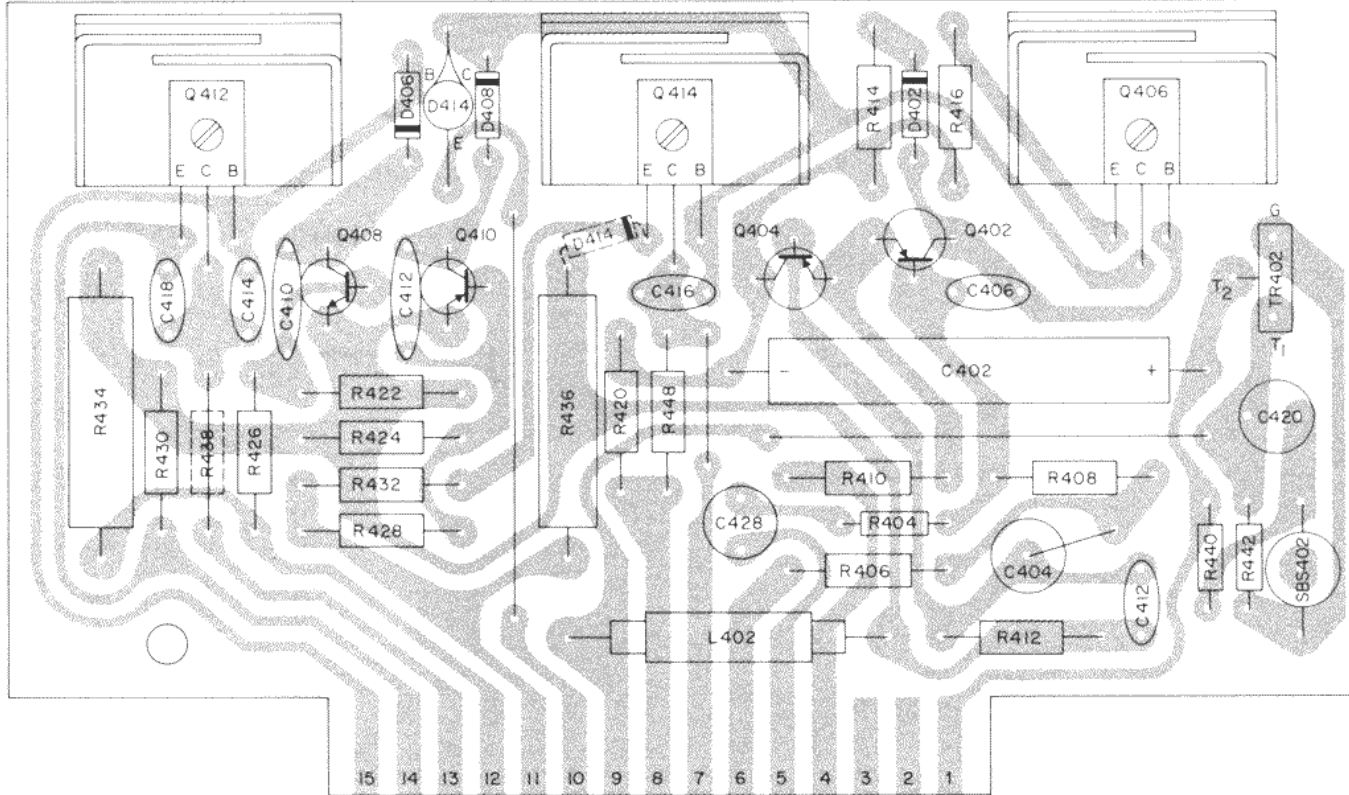 Q412
E C B
D406
B C
D414
E
D408
Q414
E C B
R414
D402
R416
Q406
E C B
Q408
Q410
D414
Q404
Q402
G
TR402
T2
T1
C418
C414
C410
C412
C416
C406
R434
R430
R438
R426
R422
R424
R432
R428
R436
R420
R448
- C402 +
C420
R410
R408
C428
R404
R406
C404
C412
R440
R442
SBS402
L402
R412
15 14 13 12 11 10 9 8 7 6 5 4 3 2 1